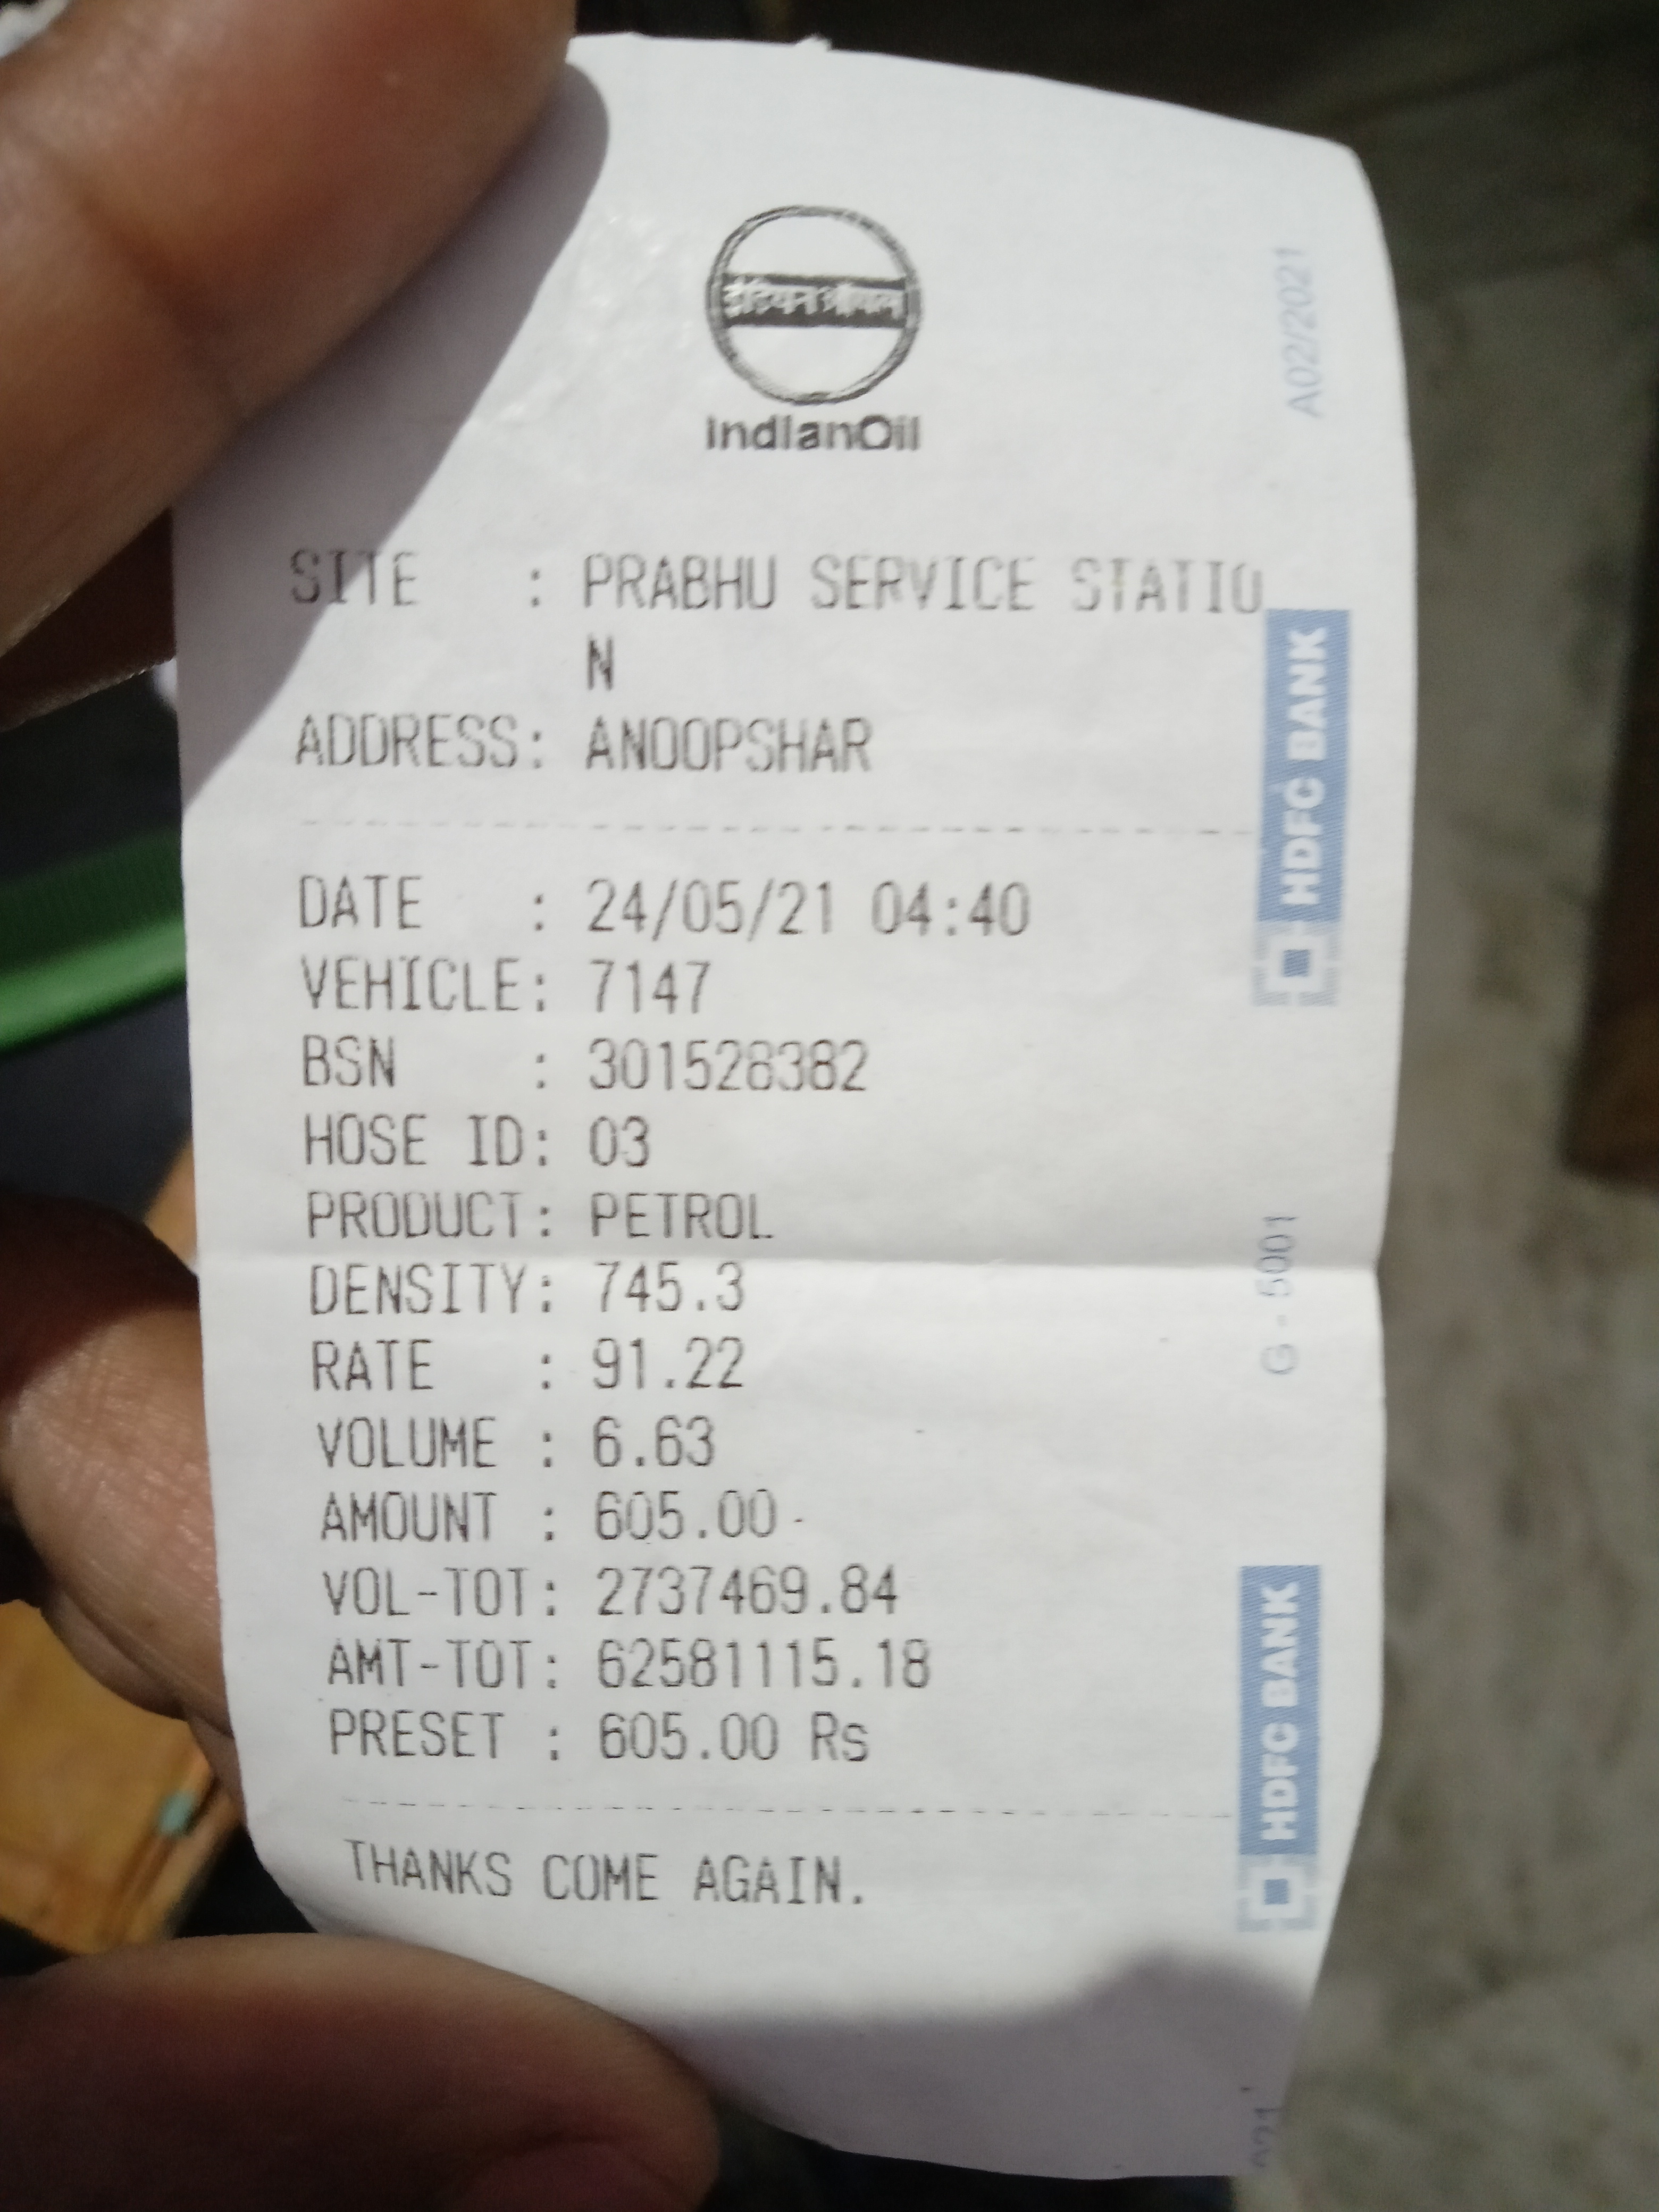 इंडियन ऑयल
IndianOil
A02/2021
SITE : PRABHU SERVICE STATIO
N
ADDRESS: ANOOPSHAR
HDFC BANK
DATE : 24/05/21 04:40
VEHICLE: 7147
BSN : 301528382
HOSE ID: 03
PRODUCT: PETROL
DENSITY: 745.3
G - 5001
RATE : 91.22
VOLUME : 6.63
AMOUNT : 605.00
VOL-TOT: 2737469.84
AMT-TOT: 62581115.18
PRESET : 605.00 Rs
HDFC BANK
THANKS COME AGAIN.